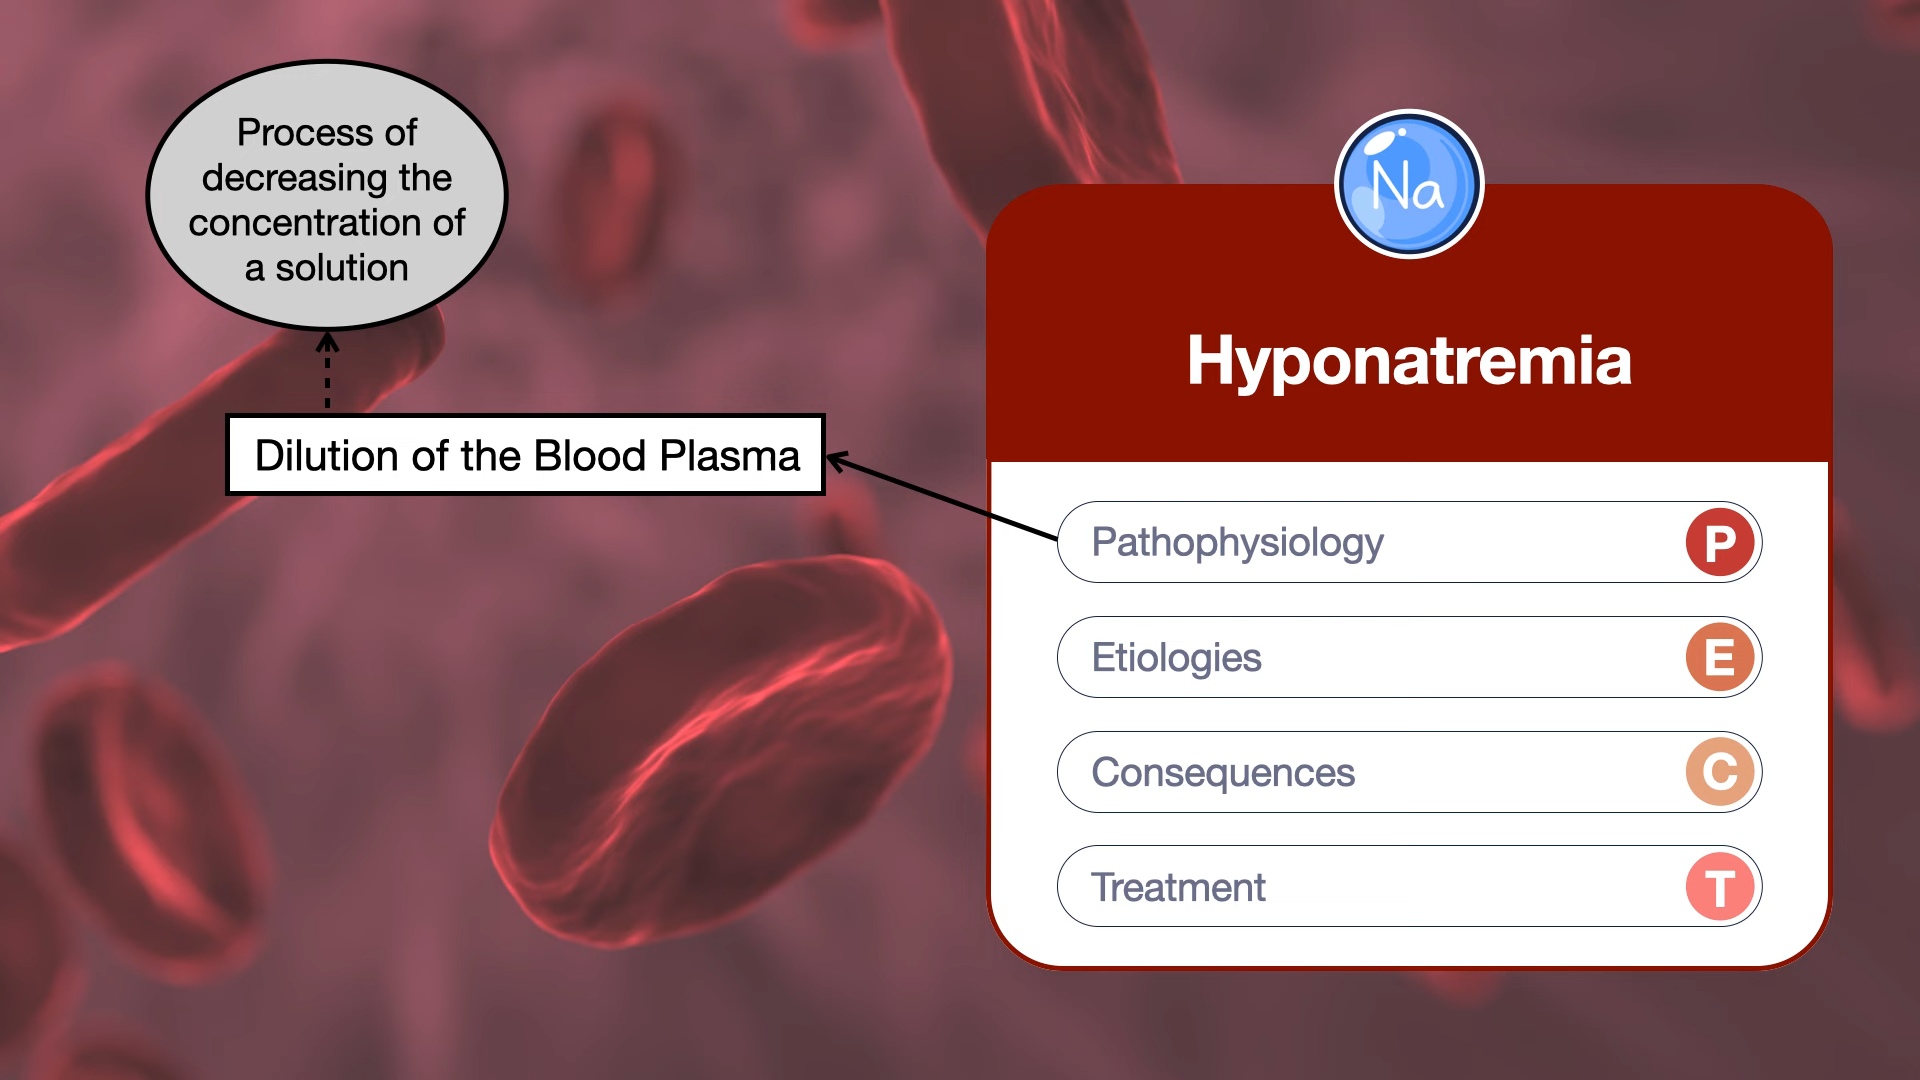 Process of
decreasing the
concentration of
a solution
Dilution of the Blood Plasma
Na
Hyponatremia
Pathophysiology P
Etiologies E
Consequences C
Treatment T